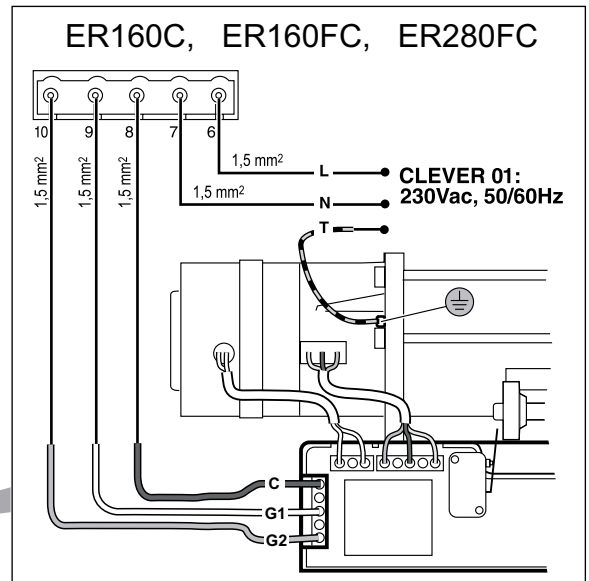 ER160C, ER160FC, ER280FC
10 9 8 7 6
1,5 mm²
1,5 mm²
1,5 mm²
1,5 mm²
1,5 mm²
L
N
T
CLEVER 01:
230Vac, 50/60Hz
C
G1
G2